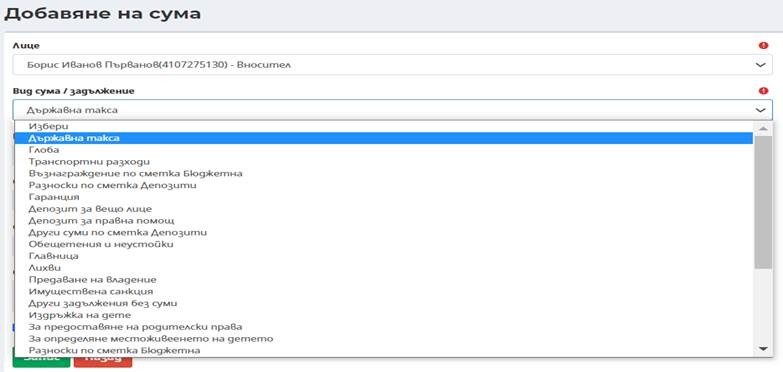 Добавяне на сума
Лице
Борис Иванов Първанов(4107275130) - Вносител
Вид сума / задължение
Държавна такса
Избери
Държавна такса
Глоба
Транспортни разходи
Възнаграждение по сметка Бюджетна
Разноски по сметка Депозити
Гаранция
Депозит за вещо лице
Депозит за правна помощ
Други суми по сметка Депозити
Обещетения и неустойки
Главница
Лихви
Предаване на владение
Имуществена санкция
Други задължения без суми
Издръжка на дете
За предоставяне на родителски права
За определяне местоживеенето на детето
Разноски по сметка Бюджетна
Запис Назад